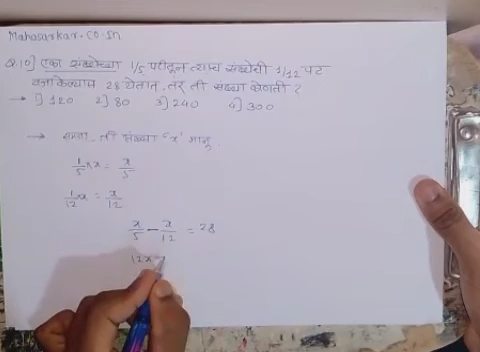 Mahasarkar.CO.In
Q.10] एका संख्येच्या 1/5 पटीतून त्याच संख्येची 1/12 पट
वजा केल्यास 28 येतात, तर ती संख्या कोणती ?
→ 1) 120 2) 80 3) 240 4) 300
→ समजा, ती संख्या 'x' मानू.
1/5 × x = x/5
1/12 x = x/12
x/5 - x/12 = 28
12x -